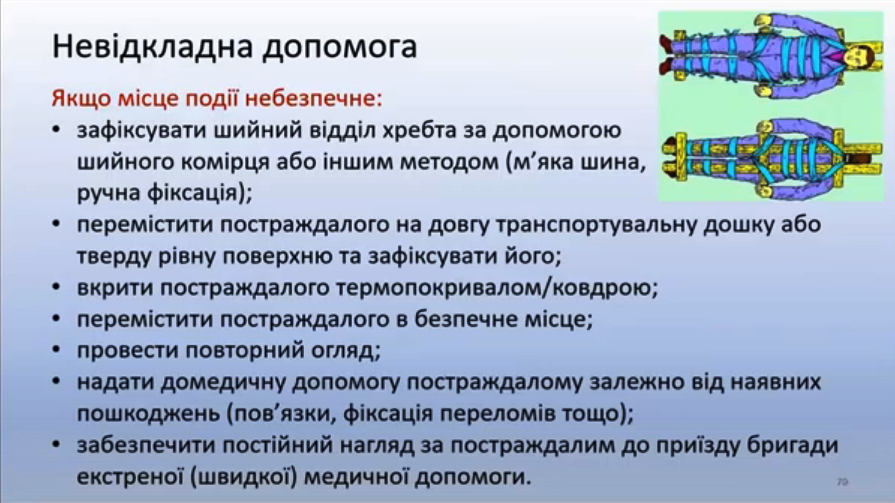 Невідкладна допомога
Якщо місце події небезпечне:
• зафіксувати шийний відділ хребта за допомогою
шийного комірця або іншим методом (м’яка шина,
ручна фіксація);
• перемістити постраждалого на довгу транспортувальну дошку або
тверду рівну поверхню та зафіксувати його;
• вкрити постраждалого термопокривалом/ковдрою;
• перемістити постраждалого в безпечне місце;
• провести повторний огляд;
• надати домедичну допомогу постраждалому залежно від наявних
пошкоджень (пов’язки, фіксація переломів тощо);
• забезпечити постійний нагляд за постраждалим до приїзду бригади
екстреної (швидкої) медичної допомоги.